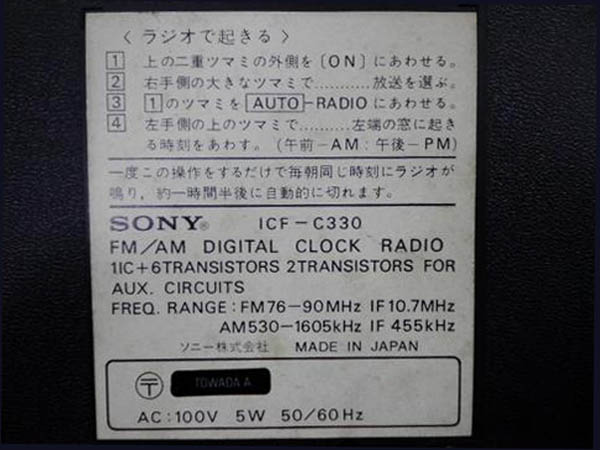 〈 ラジオで起きる 〉
1 上の二重ツマミの外側を〔ON〕にあわせる。
2 右手側の大きなツマミで..........放送を選ぶ。
3 1のツマミを AUTO-RADIO にあわせる。
4 左手側の上のツマミで..........左端の窓に起き
る時刻をあわす。(午前-AM:午後-PM)
一度この操作をするだけで毎朝同じ時刻にラジオが
鳴り，約一時間半後に自動的に切れます。
SONY® ICF-C330
FM/AM DIGITAL CLOCK RADIO
1IC+6TRANSISTORS 2TRANSISTORS FOR
AUX. CIRCUITS
FREQ. RANGE:FM76-90MHz IF10.7MHz
AM530-1605kHz IF 455kHz
ソニー株式会社 MADE IN JAPAN
〒 TOWADA A
AC:100V 5W 50/60Hz